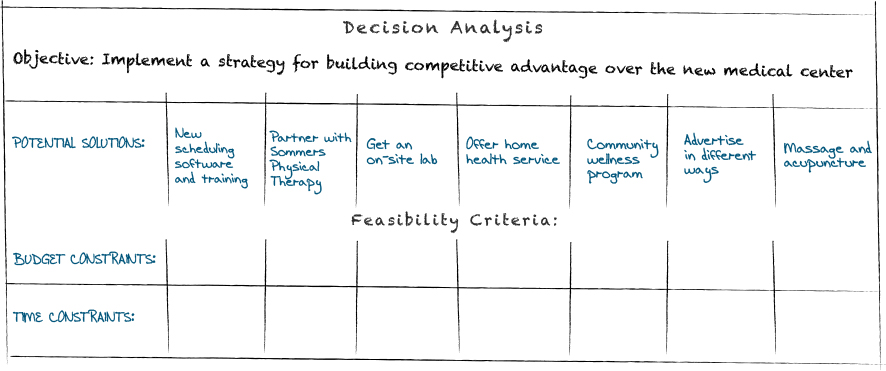 Decision Analysis
Objective: Implement a strategy for building competitive advantage over the new medical center
POTENTIAL SOLUTIONS:
New
scheduling
software
and training
Partner with
Sommers
Physical
Therapy
Get an
on-site lab
Offer home
health service
Community
wellness
program
Advertise
in different
ways
Massage and
acupuncture
Feasibility Criteria:
BUDGET CONSTRAINTS:
TIME CONSTRAINTS: